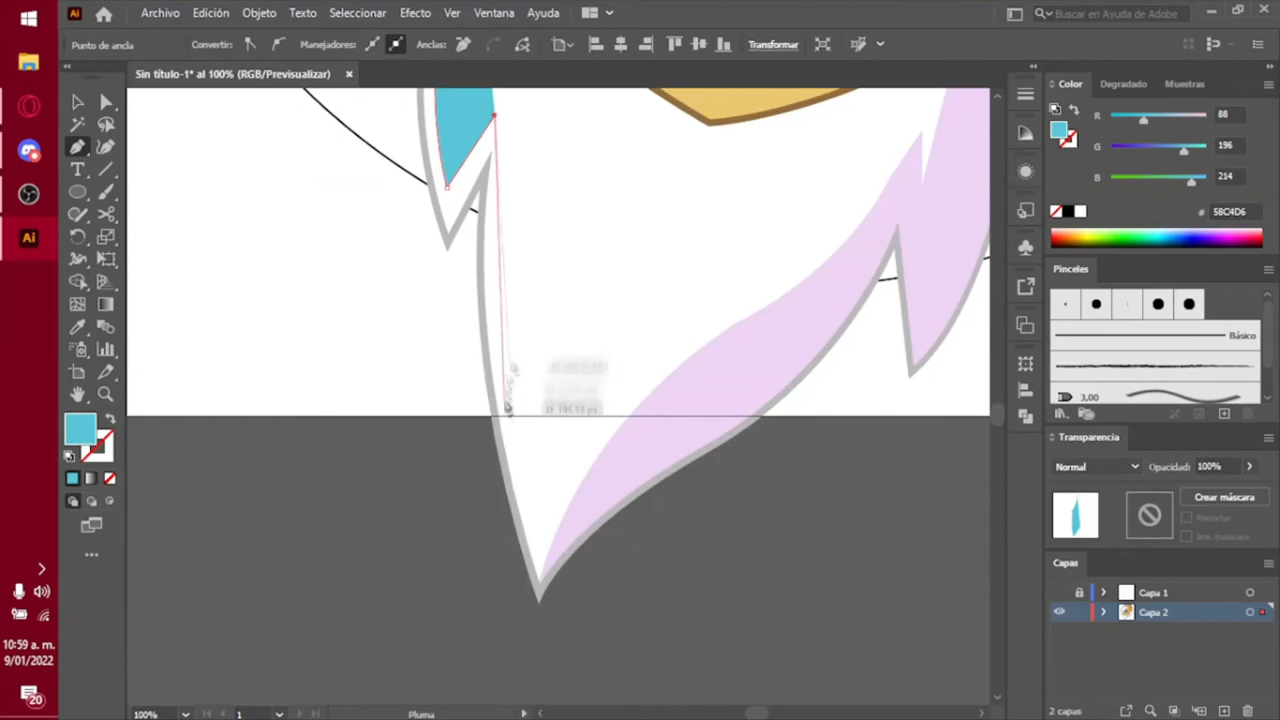 Ai
Archivo Edición Objeto Texto Seleccionar Efecto Ver Ventana Ayuda
Buscar en Ayuda de Adobe
Punto de ancla
Convertir:
Manejadores:
Anclas:
Transformar
Sin título-1* al 100% (RGB/Previsualizar)
Color Degradado Muestras
R 88
G 196
B 214
# 58C4D6
Pinceles
Básico
3,00
Transparencia
Normal
Opacidad: 100%
Crear máscara
Recortar
Capas
Capa 1
Capa 2
Ai
10:59 a. m.
9/01/2022
20
100%
1
Pluma
2 capas